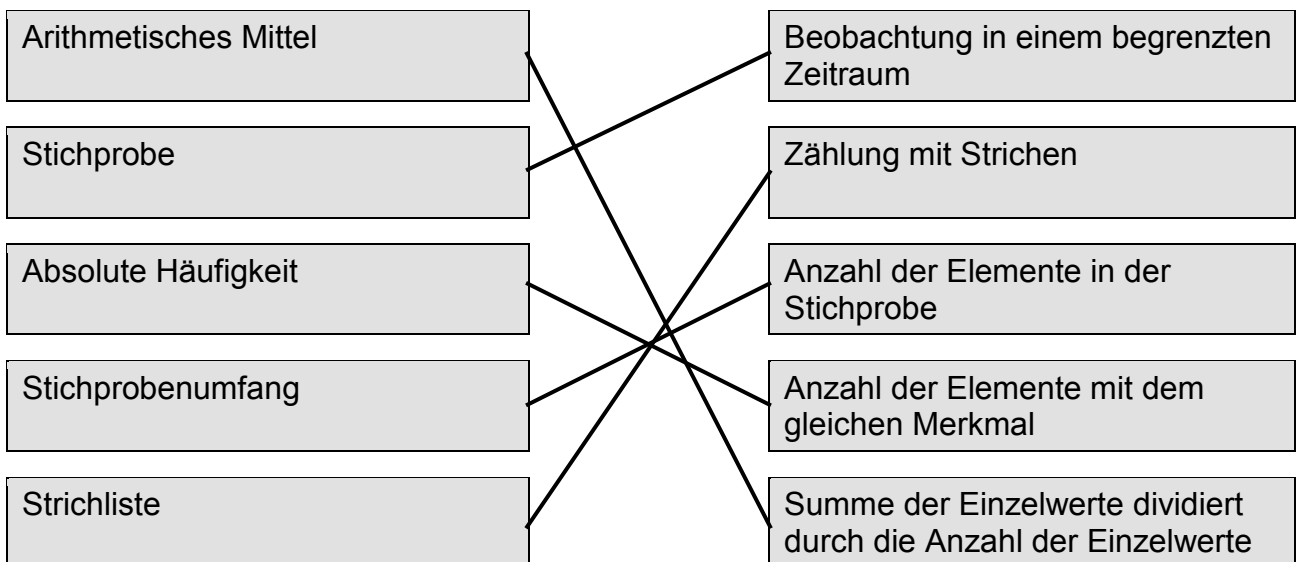 Arithmetisches Mittel
Beobachtung in einem begrenzten
Zeitraum
Stichprobe
Zählung mit Strichen
Absolute Häufigkeit
Anzahl der Elemente in der
Stichprobe
Stichprobenumfang
Anzahl der Elemente mit dem
gleichen Merkmal
Strichliste
Summe der Einzelwerte dividiert
durch die Anzahl der Einzelwerte